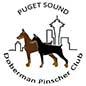 PUGET SOUND
Doberman Pinscher Club